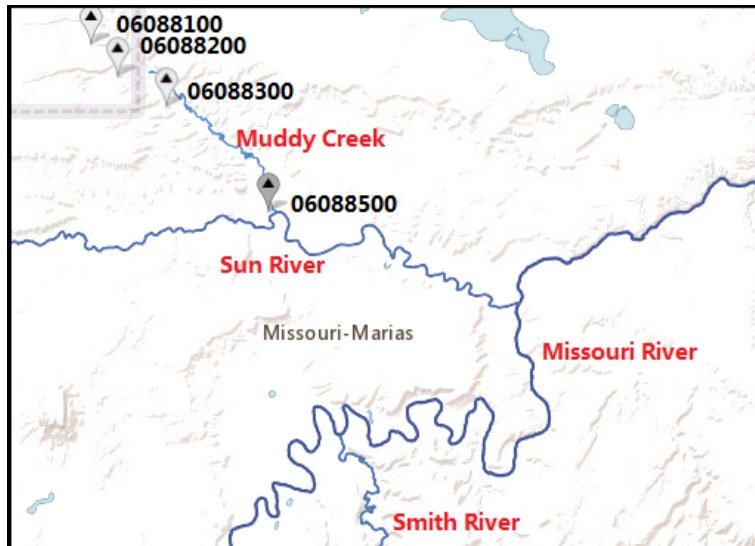 06088100
06088200
06088300
Muddy Creek
06088500
Sun River
Missouri-Marias
Missouri River
Smith River